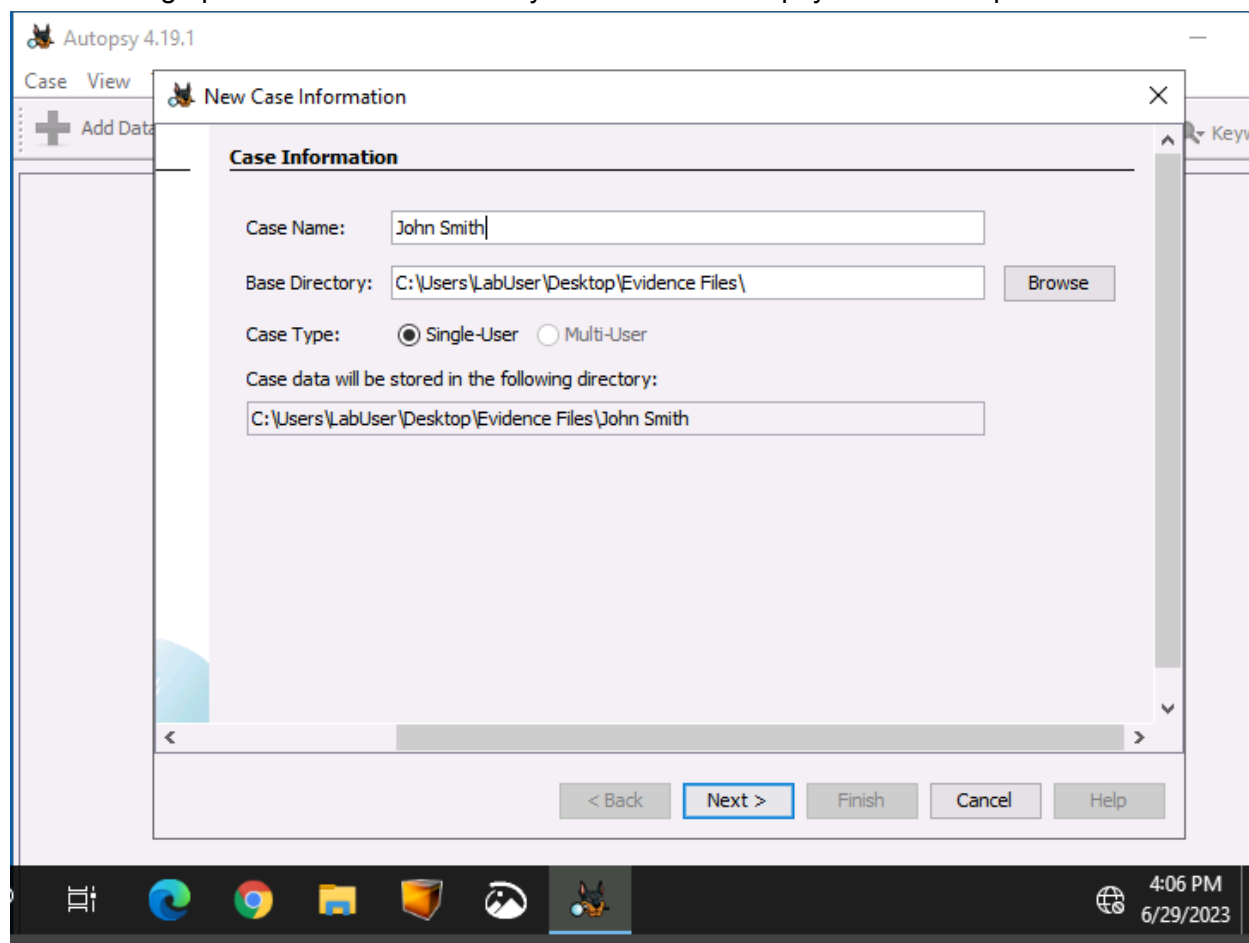 Autopsy 4.19.1
Case View
New Case Information
Add Data
Keyw
Case Information
Case Name: John Smith
Base Directory: C:\Users\LabUser\Desktop\Evidence Files\ Browse
Case Type: Single-User Multi-User
Case data will be stored in the following directory:
C:\Users\LabUser\Desktop\Evidence Files\John Smith
< Back Next > Finish Cancel Help
4:06 PM
6/29/2023